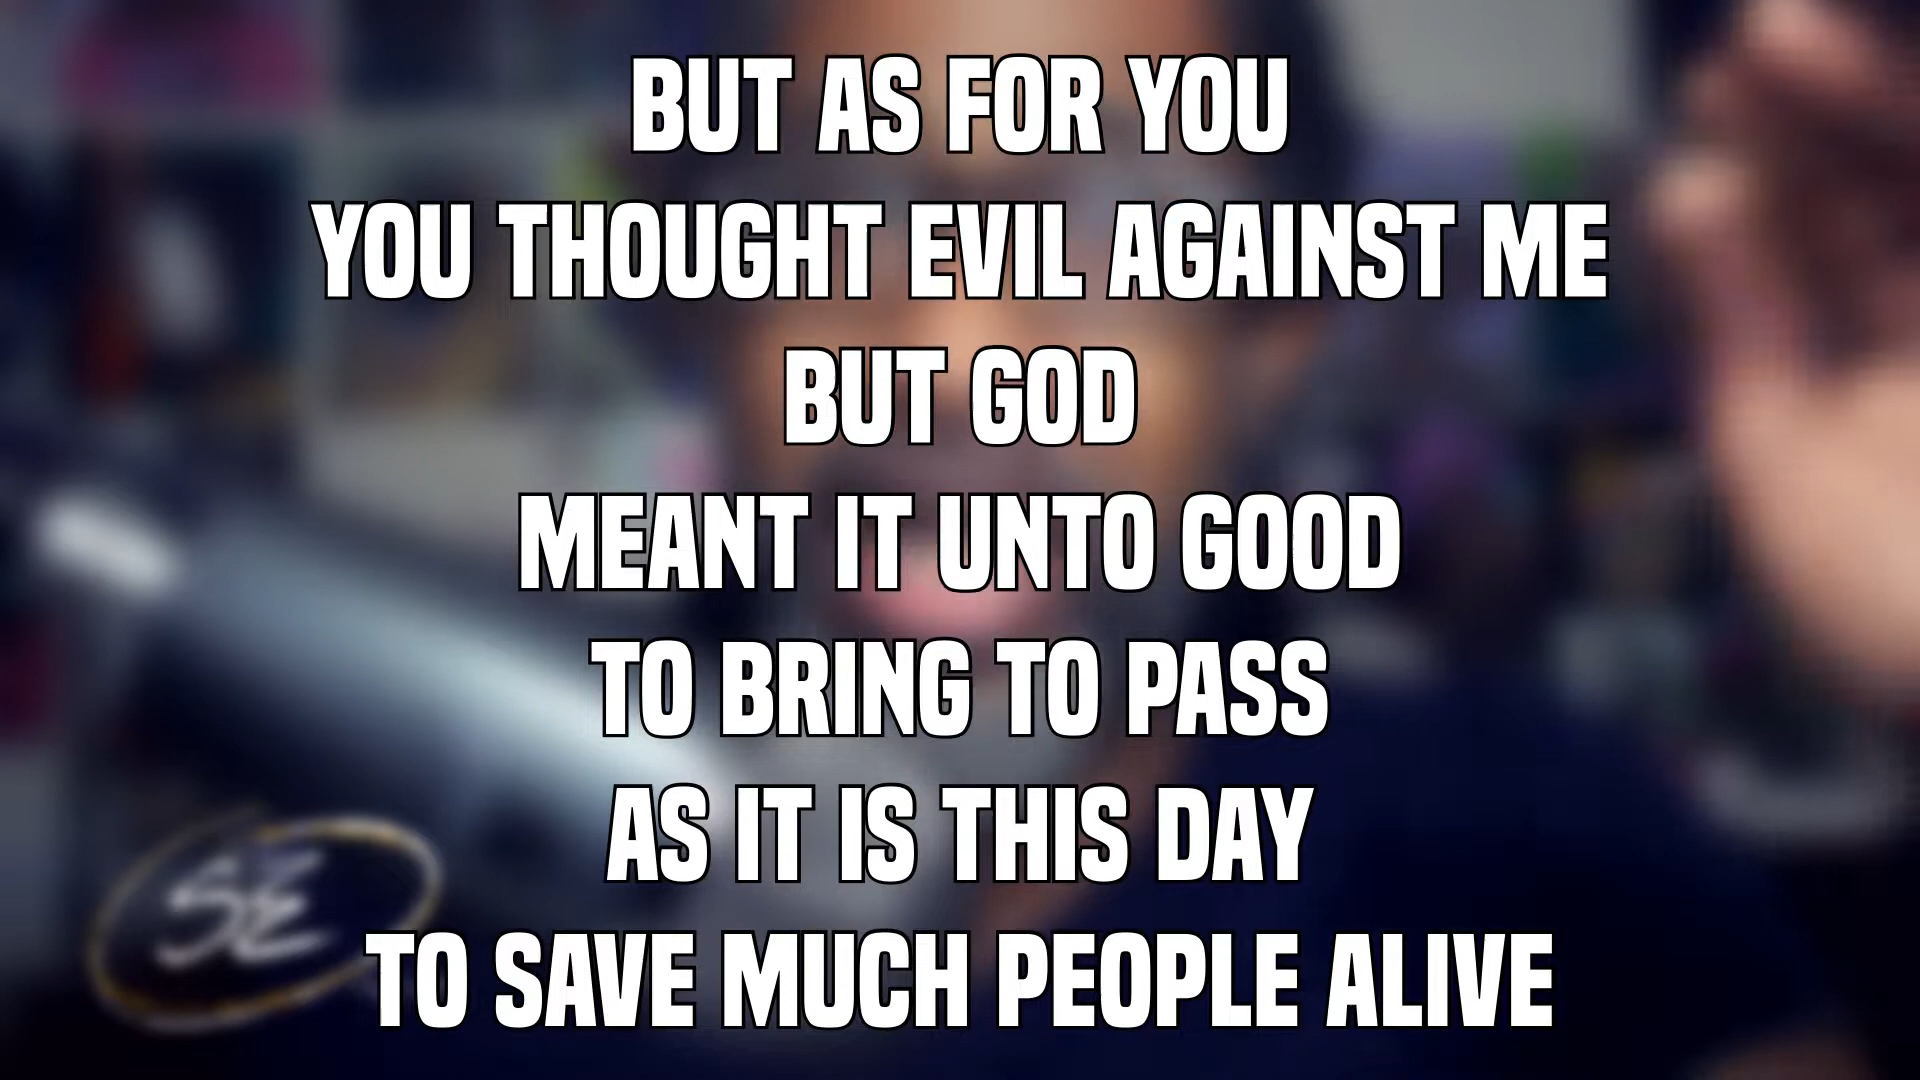 BUT AS FOR YOU
YOU THOUGHT EVIL AGAINST ME
BUT GOD
MEANT IT UNTO GOOD
TO BRING TO PASS
AS IT IS THIS DAY
TO SAVE MUCH PEOPLE ALIVE